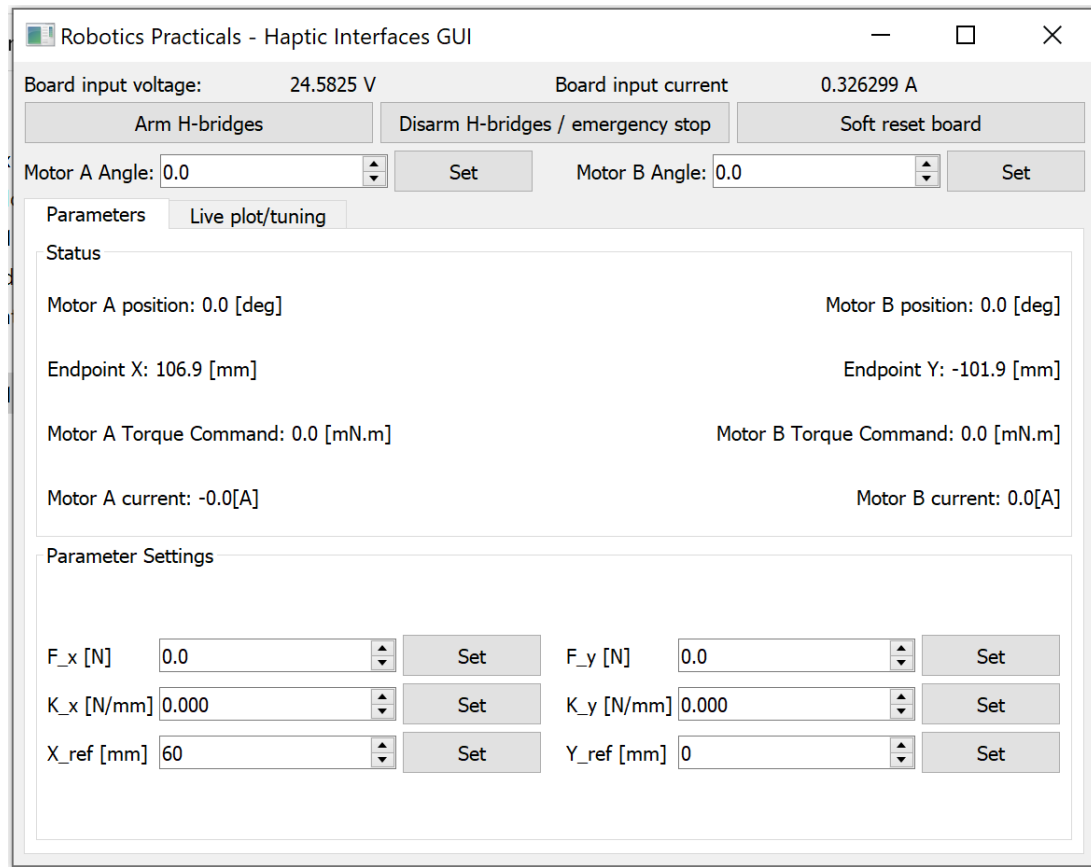 Robotics Practicals - Haptic Interfaces GUI
Board input voltage: 24.5825 V Board input current 0.326299 A
Arm H-bridges Disarm H-bridges / emergency stop Soft reset board
Motor A Angle: 0.0 Set Motor B Angle: 0.0 Set
Parameters Live plot/tuning
Status
Motor A position: 0.0 [deg] Motor B position: 0.0 [deg]
Endpoint X: 106.9 [mm] Endpoint Y: -101.9 [mm]
Motor A Torque Command: 0.0 [mN.m] Motor B Torque Command: 0.0 [mN.m]
Motor A current: -0.0[A] Motor B current: 0.0[A]
Parameter Settings
F_x [N] 0.0 Set F_y [N] 0.0 Set
K_x [N/mm] 0.000 Set K_y [N/mm] 0.000 Set
X_ref [mm] 60 Set Y_ref [mm] 0 Set